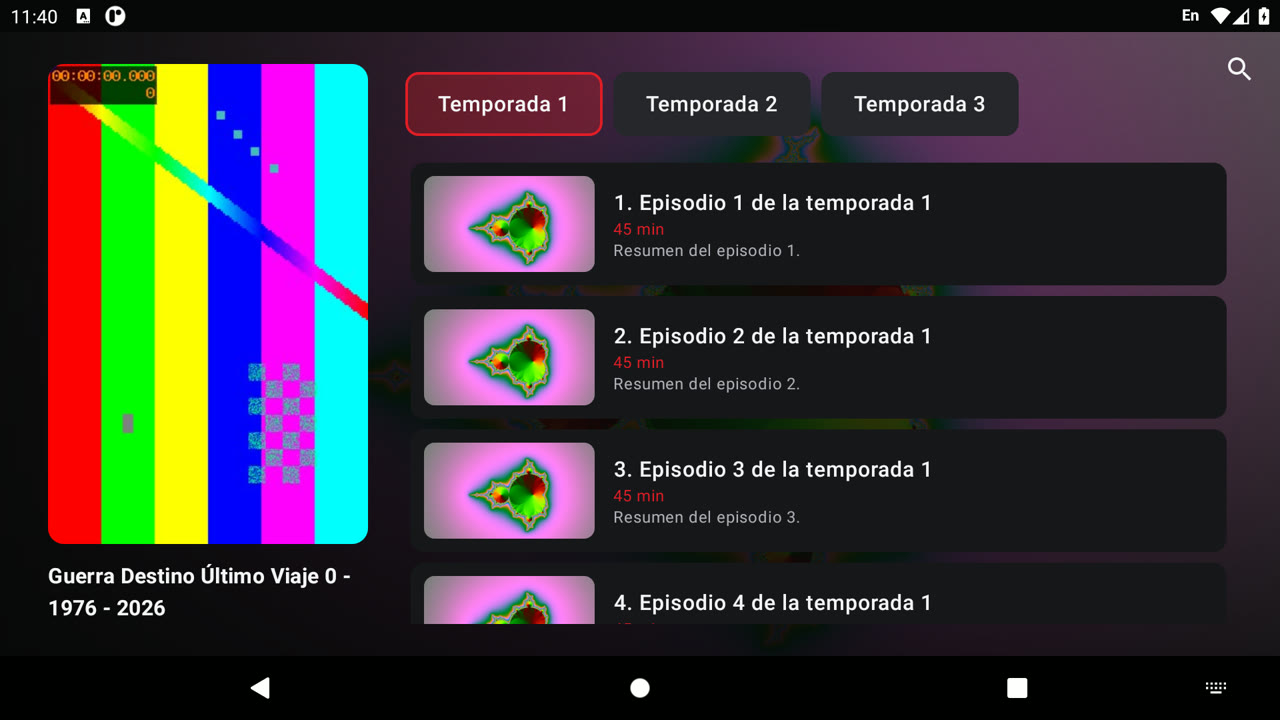 11:40
A
En
00:00:00.000
0
Temporada 1
Temporada 2
Temporada 3
1. Episodio 1 de la temporada 1
45 min
Resumen del episodio 1.
2. Episodio 2 de la temporada 1
45 min
Resumen del episodio 2.
3. Episodio 3 de la temporada 1
45 min
Resumen del episodio 3.
4. Episodio 4 de la temporada 1
Guerra Destino Último Viaje 0 -
1976 - 2026